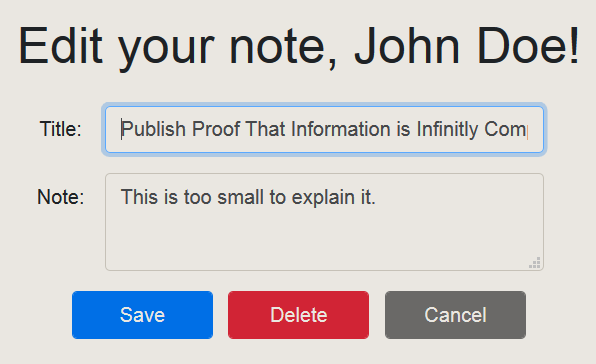 Edit your note, John Doe!
Title: Publish Proof That Information is Infinitly Com
Note: This is too small to explain it.
Save Delete Cancel